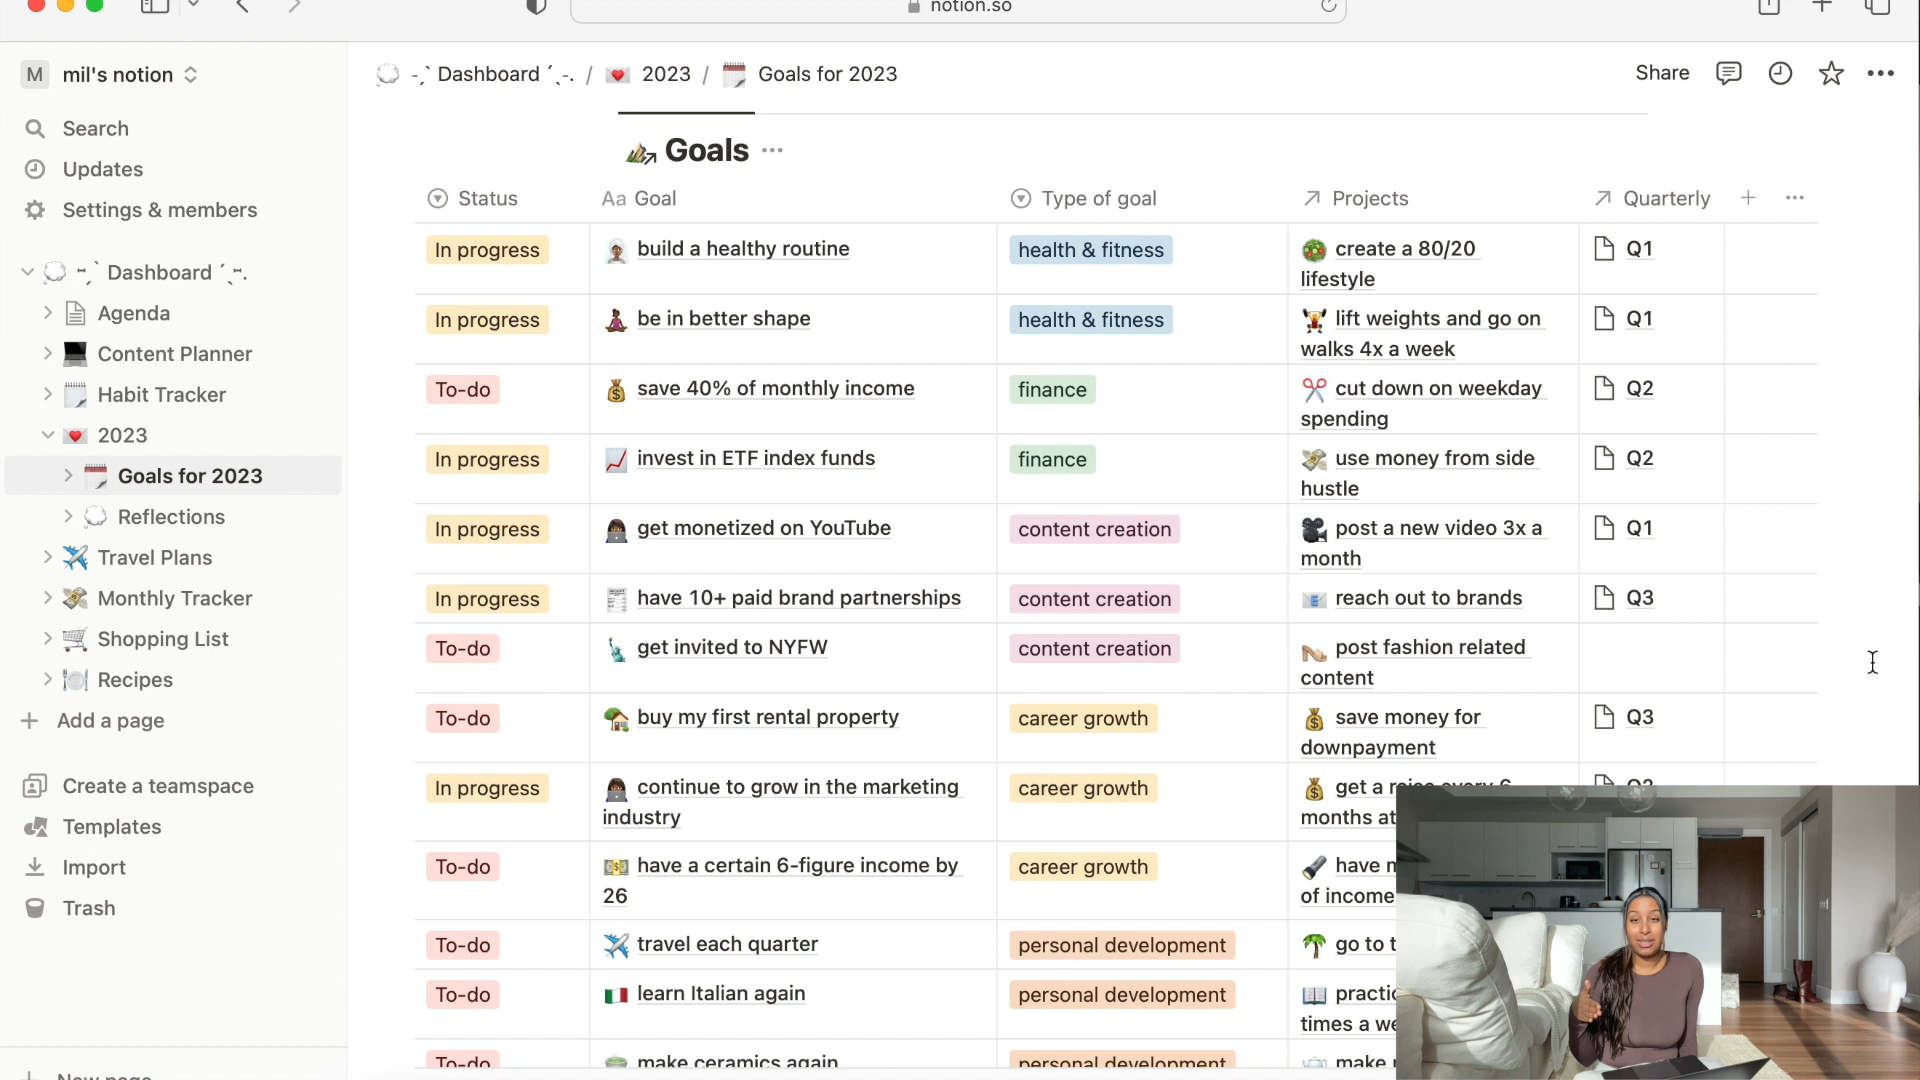 notion.so
M mil's notion
Dashboard / 2023 / Goals for 2023
Share
Search
Updates
Settings & members
Dashboard
Agenda
Content Planner
Habit Tracker
2023
Goals for 2023
Reflections
Travel Plans
Monthly Tracker
Shopping List
Recipes
Add a page
Create a teamspace
Templates
Import
Trash
New page
Goals
Status Aa Goal Type of goal Projects Quarterly
In progress build a healthy routine health & fitness create a 80/20 Q1
lifestyle
In progress be in better shape health & fitness lift weights and go on Q1
walks 4x a week
To-do save 40% of monthly income finance cut down on weekday Q2
spending
In progress invest in ETF index funds finance use money from side Q2
hustle
In progress get monetized on YouTube content creation post a new video 3x a Q1
month
In progress have 10+ paid brand partnerships content creation reach out to brands Q3
To-do get invited to NYFW content creation post fashion related
content
To-do buy my first rental property career growth save money for Q3
downpayment
In progress continue to grow in the marketing career growth get a raise every 6
industry months at
To-do have a certain 6-figure income by career growth have
26 of income
To-do travel each quarter personal development go to
To-do learn Italian again personal development
times a
To-do make ceramics again personal development make